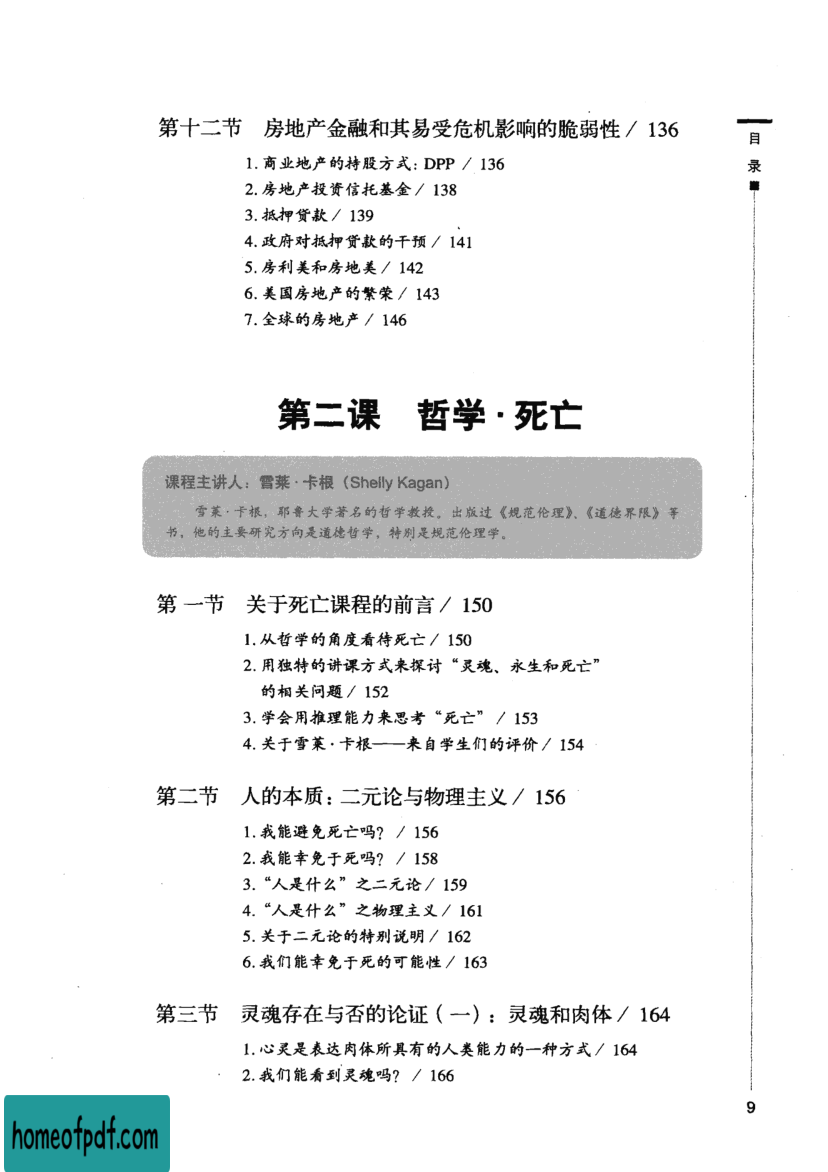 第十二节 房地产金融和其易受危机影响的脆弱性 / 136
1. 商业地产的持股方式：DPP / 136
2. 房地产投资信托基金 / 138
3. 抵押贷款 / 139
4. 政府对抵押贷款的干预 / 141
5. 房利美和房地美 / 142
6. 美国房地产的繁荣 / 143
7. 全球的房地产 / 146
目录
第二课 哲学·死亡
课程主讲人：雪莱·卡根（Shelly Kagan）
雪莱·卡根，耶鲁大学著名的哲学教授。出版过《规范伦理》、《道德界限》等
书，他的主要研究方向是道德哲学，特别是规范伦理学。
第一节 关于死亡课程的前言 / 150
1. 从哲学的角度看待死亡 / 150
2. 用独特的讲课方式来探讨“灵魂、永生和死亡”
的相关问题 / 152
3. 学会用推理能力来思考“死亡” / 153
4. 关于雪莱·卡根——来自学生们的评价 / 154
第二节 人的本质：二元论与物理主义 / 156
1. 我能避免死亡吗？ / 156
2. 我能幸免于死吗？ / 158
3. “人是什么”之二元论 / 159
4. “人是什么”之物理主义 / 161
5. 关于二元论的特别说明 / 162
6. 我们能幸免于死的可能性 / 163
第三节 灵魂存在与否的论证（一）：灵魂和肉体 / 164
1. 心灵是表达肉体所具有的人类能力的一种方式 / 164
2. 我们能看到灵魂吗？ / 166
9
homeofpdf.com